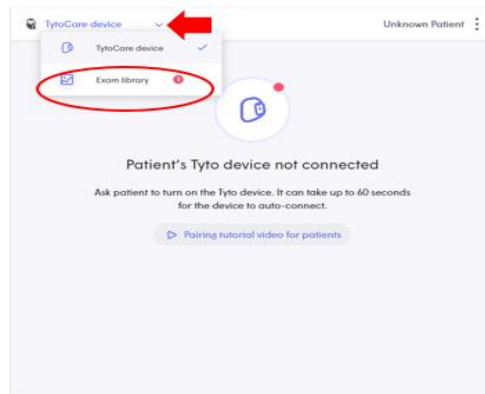 TytoCare device
Unknown Patient
TytoCare device
Exam library
Patient's Tyto device not connected
Ask patient to turn on the Tyto device. It can take up to 60 seconds
for the device to auto-connect.
Pairing tutorial video for patients